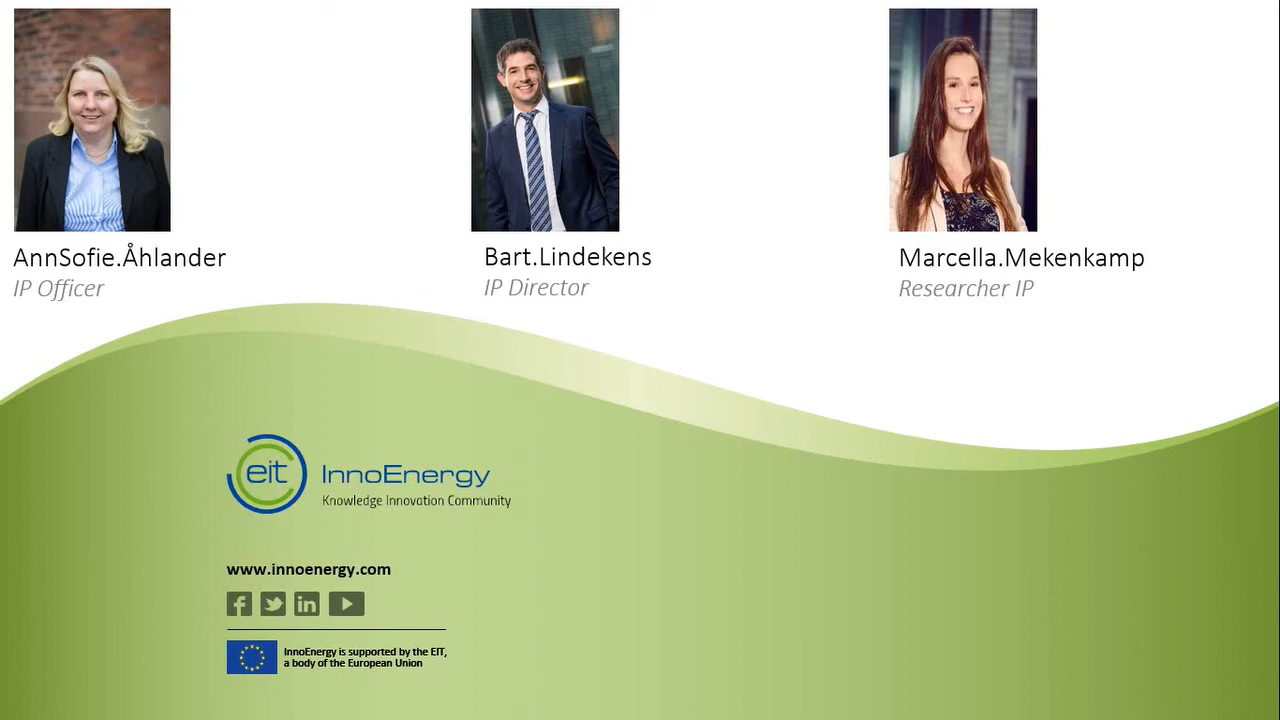 AnnSofie.Åhlander
IP Officer
Bart.Lindekens
IP Director
Marcella.Mekenkamp
Researcher IP
eit InnoEnergy
Knowledge Innovation Community
www.innoenergy.com
InnoEnergy is supported by the EIT,
a body of the European Union